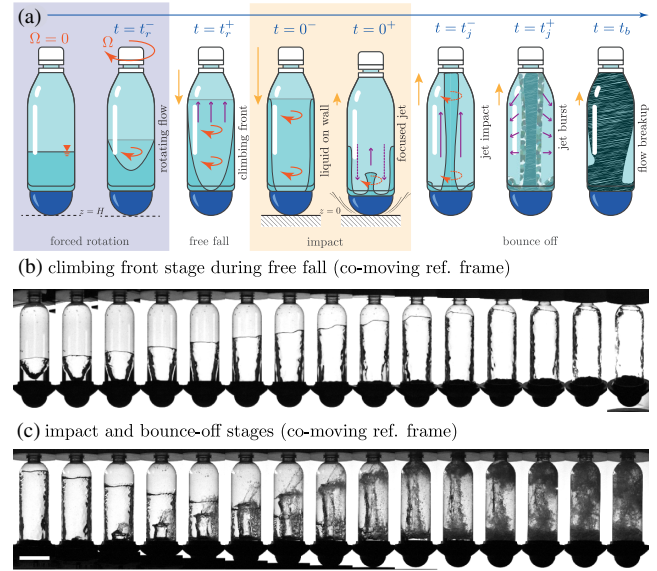 (a)
Ω = 0
t = t_r^-
t = t_r^+
t = 0^-
t = 0^+
t = t_j^-
t = t_j^+
t = t_b
Ω
rotating flow
climbing front
liquid on wall
focused jet
jet impact
jet burst
flow breakup
z = H
z = 0
forced rotation
free fall
impact
bounce off
(b) climbing front stage during free fall (co-moving ref. frame)
(c) impact and bounce-off stages (co-moving ref. frame)